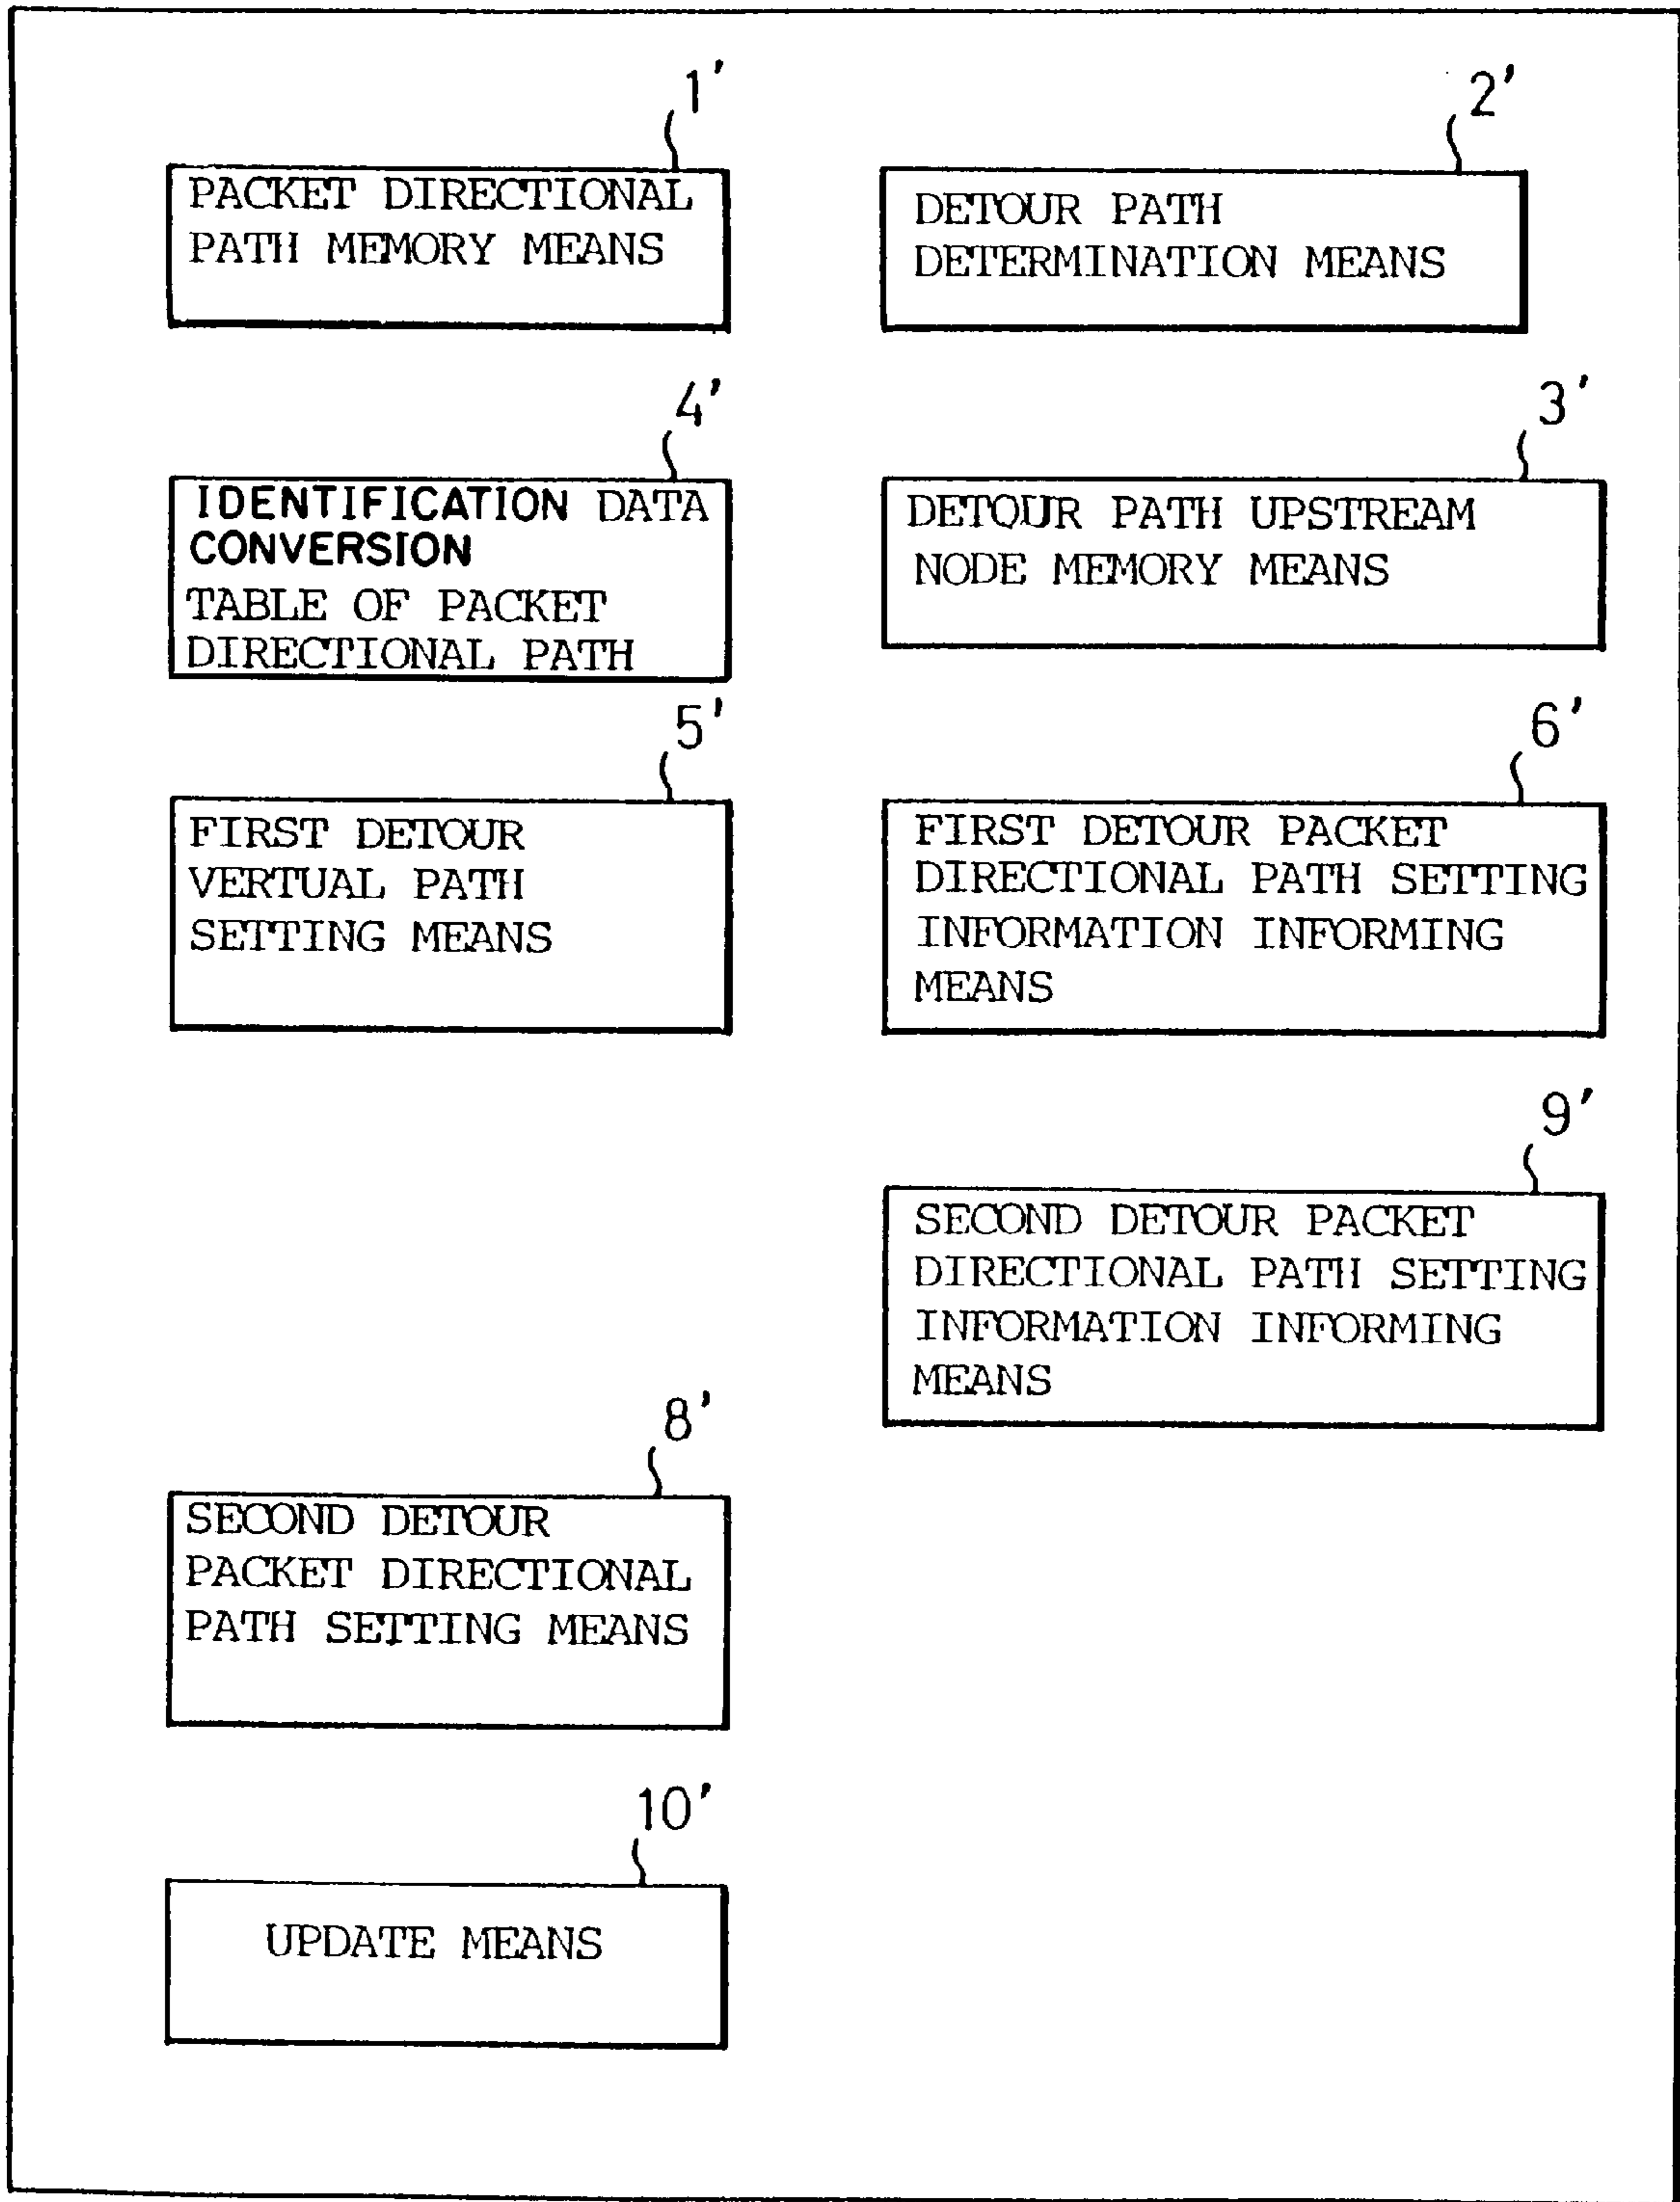 1'
PACKET DIRECTIONAL
PATH MEMORY MEANS
2'
DETOUR PATH
DETERMINATION MEANS
4'
IDENTIFICATION DATA
CONVERSION
TABLE OF PACKET
DIRECTIONAL PATH
3'
DETOUR PATH UPSTREAM
NODE MEMORY MEANS
5'
FIRST DETOUR
VERTUAL PATH
SETTING MEANS
6'
FIRST DETOUR PACKET
DIRECTIONAL PATH SETTING
INFORMATION INFORMING
MEANS
9'
SECOND DETOUR PACKET
DIRECTIONAL PATH SETTING
INFORMATION INFORMING
MEANS
8'
SECOND DETOUR
PACKET DIRECTIONAL
PATH SETTING MEANS
10'
UPDATE MEANS